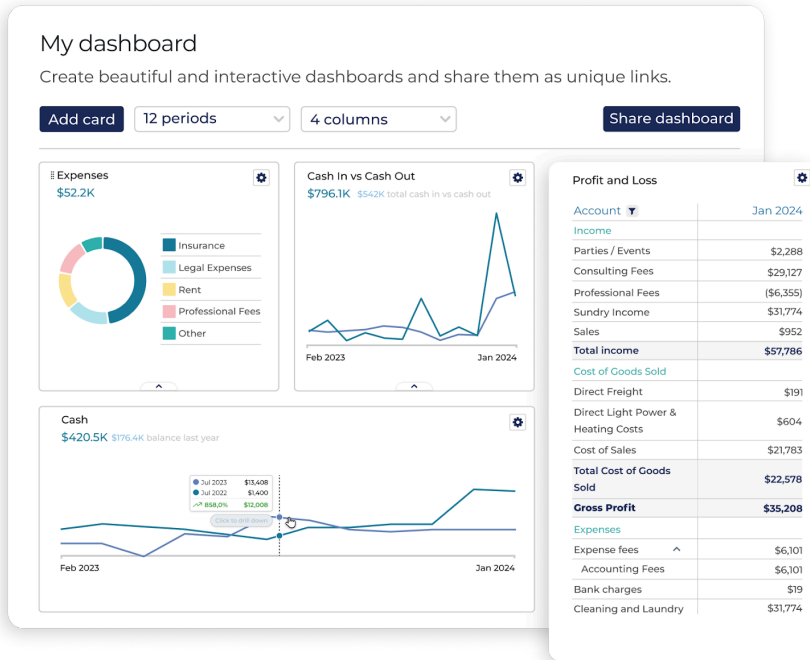 My dashboard
Create beautiful and interactive dashboards and share them as unique links.
Add card
12 periods
4 columns
Share dashboard
Expenses
$52.2K
Insurance
Legal Expenses
Rent
Professional Fees
Other
Cash In vs Cash Out
$796.1K $542K total cash in vs cash out
Feb 2023 Jan 2024
Cash
$420.5K $176.4K balance last year
Jul 2023 $13,408
Jul 2022 $1,400
858,0% $12,008
Click to drill down
Feb 2023 Jan 2024
Profit and Loss
Account Jan 2024
Income
Parties / Events $2,288
Consulting Fees $29,127
Professional Fees ($6,355)
Sundry Income $31,774
Sales $952
Total income $57,786
Cost of Goods Sold
Direct Freight $191
Direct Light Power &
Heating Costs $604
Cost of Sales $21,783
Total Cost of Goods
Sold $22,578
Gross Profit $35,208
Expenses
Expense fees $6,101
Accounting Fees $6,101
Bank charges $19
Cleaning and Laundry $31,774